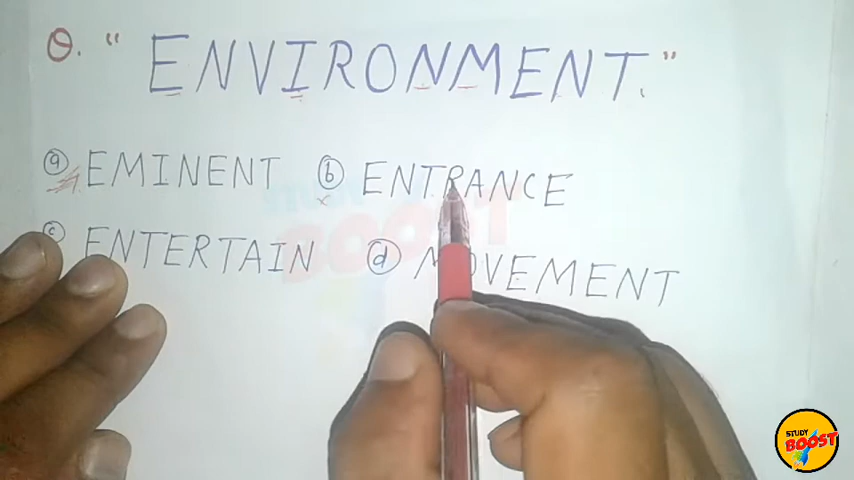 Q. " ENVIRONMENT. "
ⓐ EMINENT ⓑ ENTRANCE
ⓒ ENTERTAIN ⓓ MOVEMENT
STUDY
BOOST